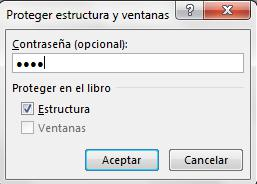 Proteger estructura y ventanas
?
Contraseña (opcional):
●●●●
Proteger en el libro
Estructura
Ventanas
Aceptar Cancelar